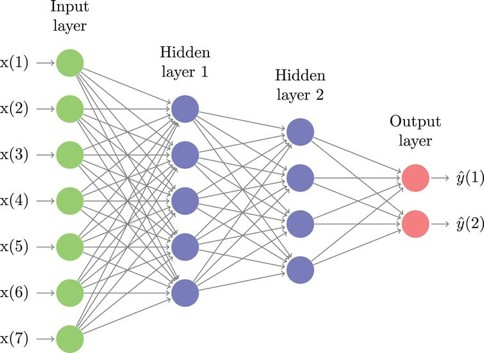 Input
layer
Hidden
layer 1
Hidden
layer 2
Output
layer
x(1)
x(2)
x(3)
x(4)
x(5)
x(6)
x(7)
ŷ(1)
ŷ(2)